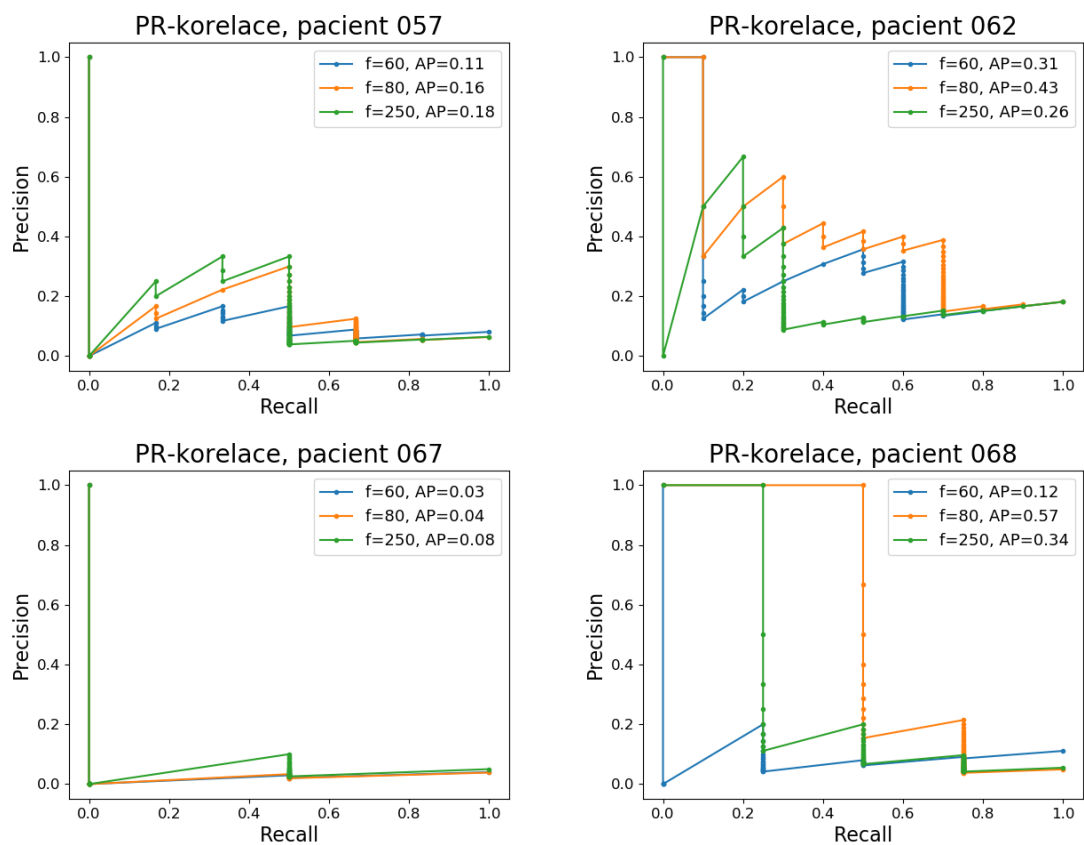 PR-korelace, pacient 057
f=60, AP=0.11
f=80, AP=0.16
f=250, AP=0.18
1.0
0.8
0.6
0.4
0.2
0.0
Precision
0.0 0.2 0.4 0.6 0.8 1.0
Recall
PR-korelace, pacient 062
f=60, AP=0.31
f=80, AP=0.43
f=250, AP=0.26
1.0
0.8
0.6
0.4
0.2
0.0
Precision
0.0 0.2 0.4 0.6 0.8 1.0
Recall
PR-korelace, pacient 067
f=60, AP=0.03
f=80, AP=0.04
f=250, AP=0.08
1.0
0.8
0.6
0.4
0.2
0.0
Precision
0.0 0.2 0.4 0.6 0.8 1.0
Recall
PR-korelace, pacient 068
f=60, AP=0.12
f=80, AP=0.57
f=250, AP=0.34
1.0
0.8
0.6
0.4
0.2
0.0
Precision
0.0 0.2 0.4 0.6 0.8 1.0
Recall